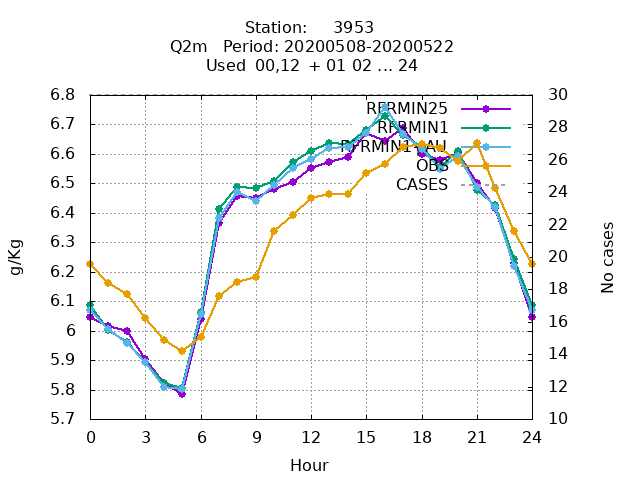 Station: 3953
Q2m Period: 20200508-20200522
Used 00,12 + 01 02 ... 24
6.8
6.7
6.6
6.5
6.4
6.3
6.2
6.1
6
5.9
5.8
5.7
g/Kg
30
28
26
24
22
20
18
16
14
12
10
No cases
RFRMIN25
RFRMIN1
RFRMIN1+AU
OBS
CASES
0 3 6 9 12 15 18 21 24
Hour